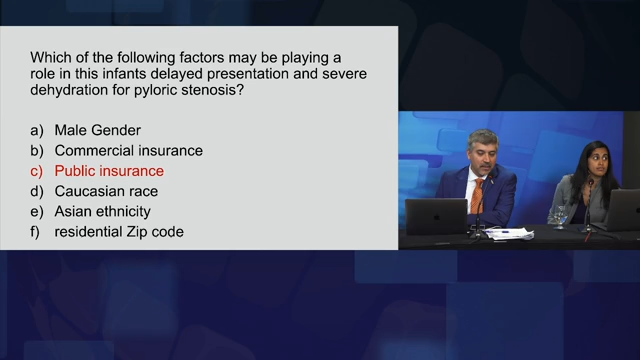 Which of the following factors may be playing a
role in this infants delayed presentation and severe
dehydration for pyloric stenosis?
a) Male Gender
b) Commercial insurance
c) Public insurance
d) Caucasian race
e) Asian ethnicity
f) residential Zip code